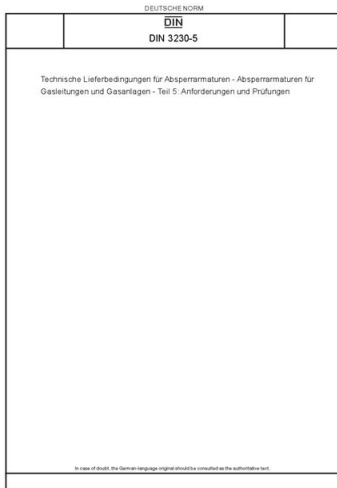 DEUTSCHE NORM
DIN
DIN 3230-5
Technische Lieferbedingungen für Absperrarmaturen - Absperrarmaturen für
Gasleitungen und Gasanlagen - Teil 5: Anforderungen und Prüfungen
In case of doubt, the German-language original should be consulted as the authoritative text.